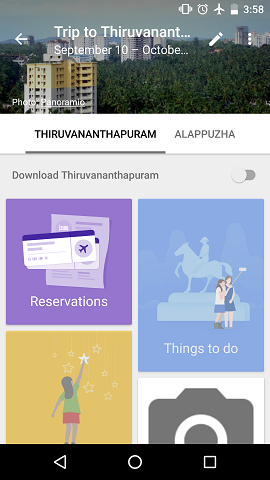 3:58
Trip to Thiruvanant...
September 10 – Octobe...
Photo: Panoramio
THIRUVANANTHAPURAM ALAPPUZHA
Download Thiruvananthapuram
Reservations
Things to do